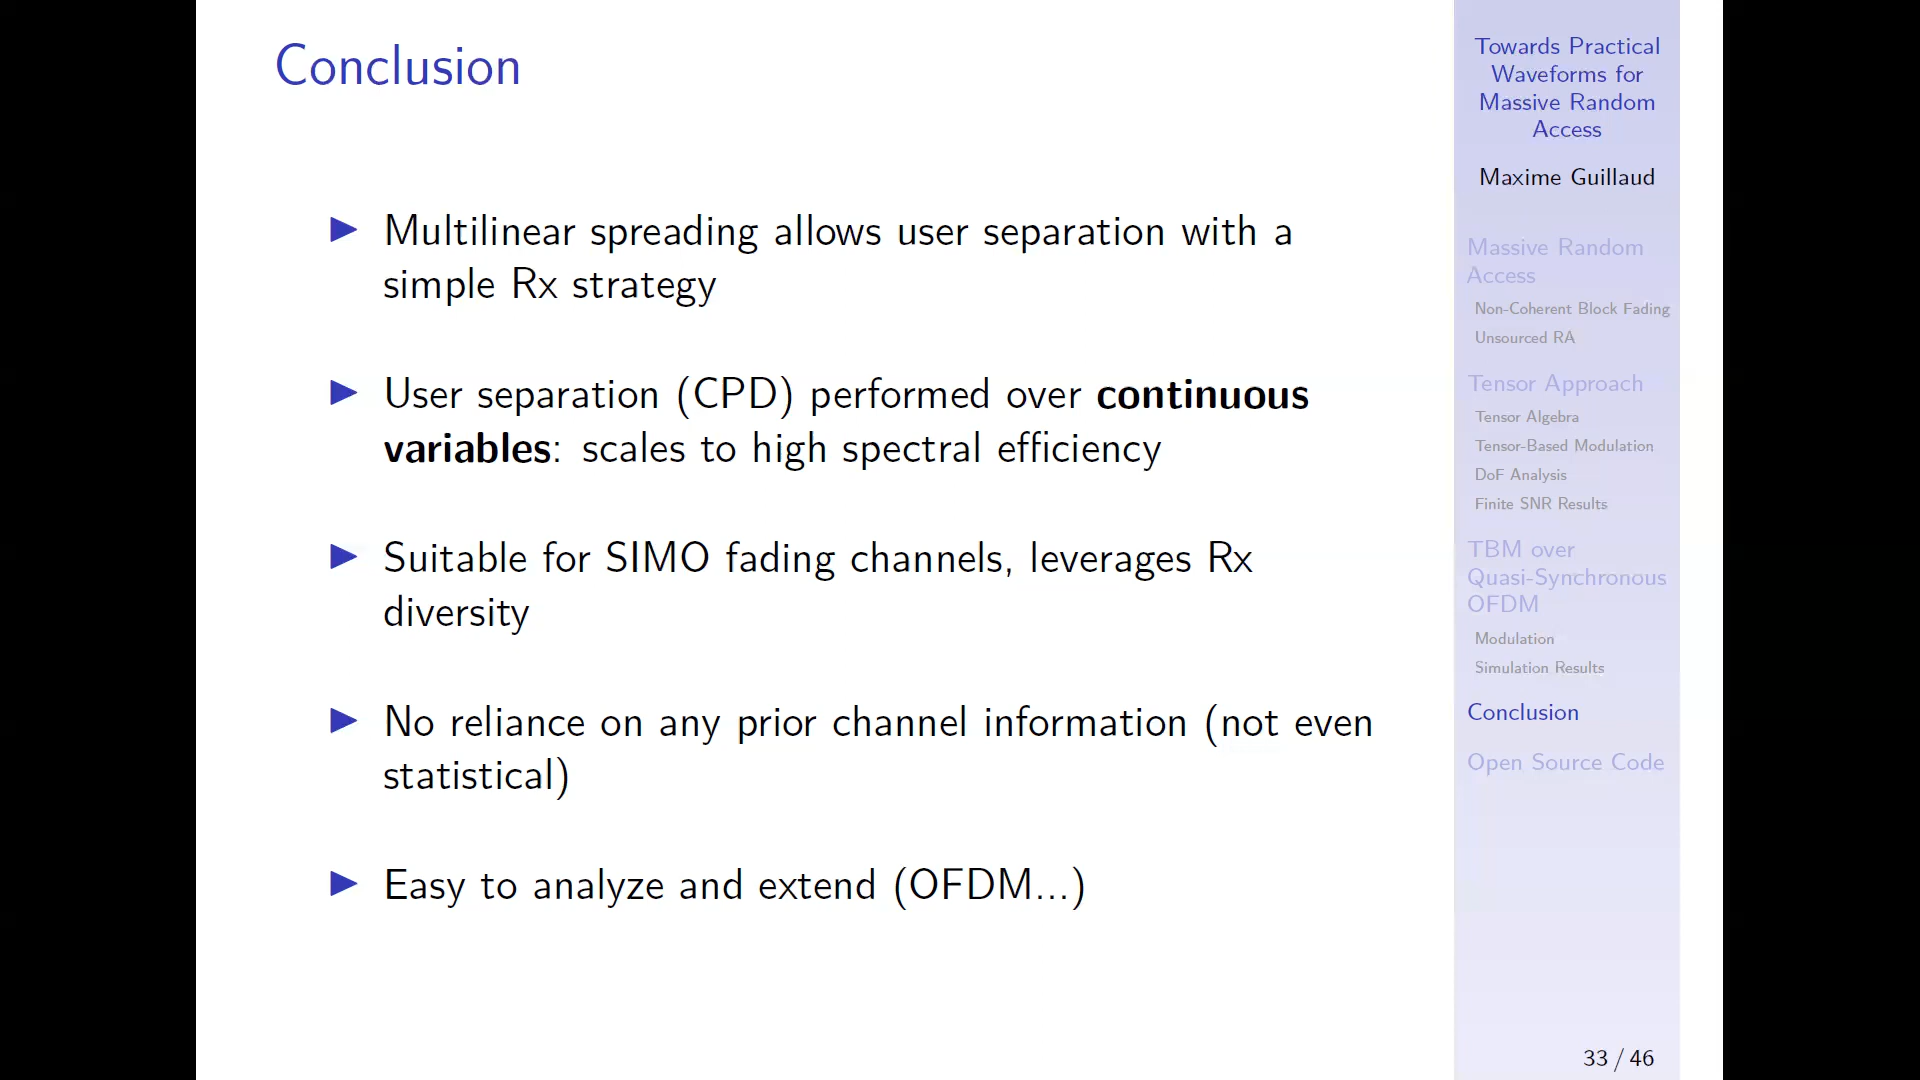 Conclusion
Multilinear spreading allows user separation with a
simple Rx strategy
User separation (CPD) performed over continuous
variables: scales to high spectral efficiency
Suitable for SIMO fading channels, leverages Rx
diversity
No reliance on any prior channel information (not even
statistical)
Easy to analyze and extend (OFDM...)
Towards Practical
Waveforms for
Massive Random
Access
Maxime Guillaud
Massive Random
Access
Non-Coherent Block Fading
Unsourced RA
Tensor Approach
Tensor Algebra
Tensor-Based Modulation
DoF Analysis
Finite SNR Results
TBM over
Quasi-Synchronous
OFDM
Modulation
Simulation Results
Conclusion
Open Source Code
33 / 46